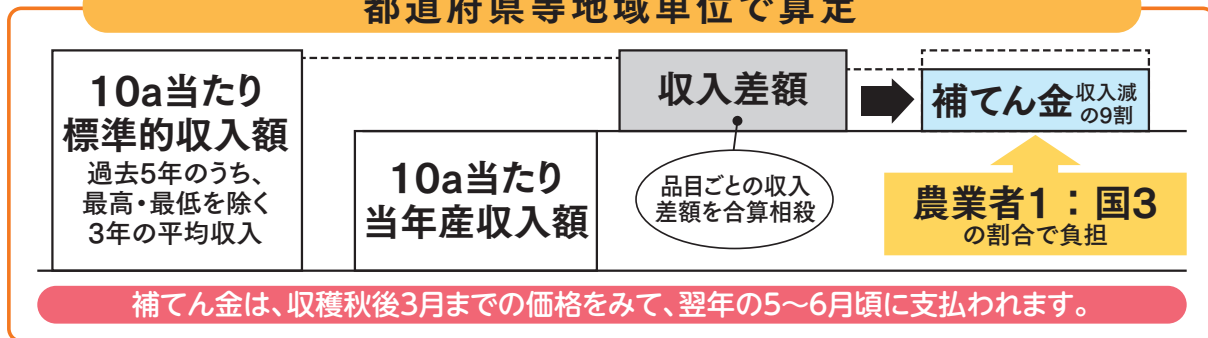 都道府県等地域単位で算定
10a当たり
標準的収入額
過去5年のうち、
最高・最低を除く
3年の平均収入
10a当たり
当年産収入額
収入差額
品目ごとの収入
差額を合算相殺
補てん金 収入減
の9割
農業者1：国3
の割合で負担
補てん金は、収穫秋後3月までの価格をみて、翌年の5～6月頃に支払われます。